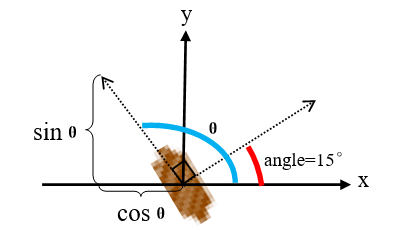 y
θ
sin θ
angle=15°
x
cos θ